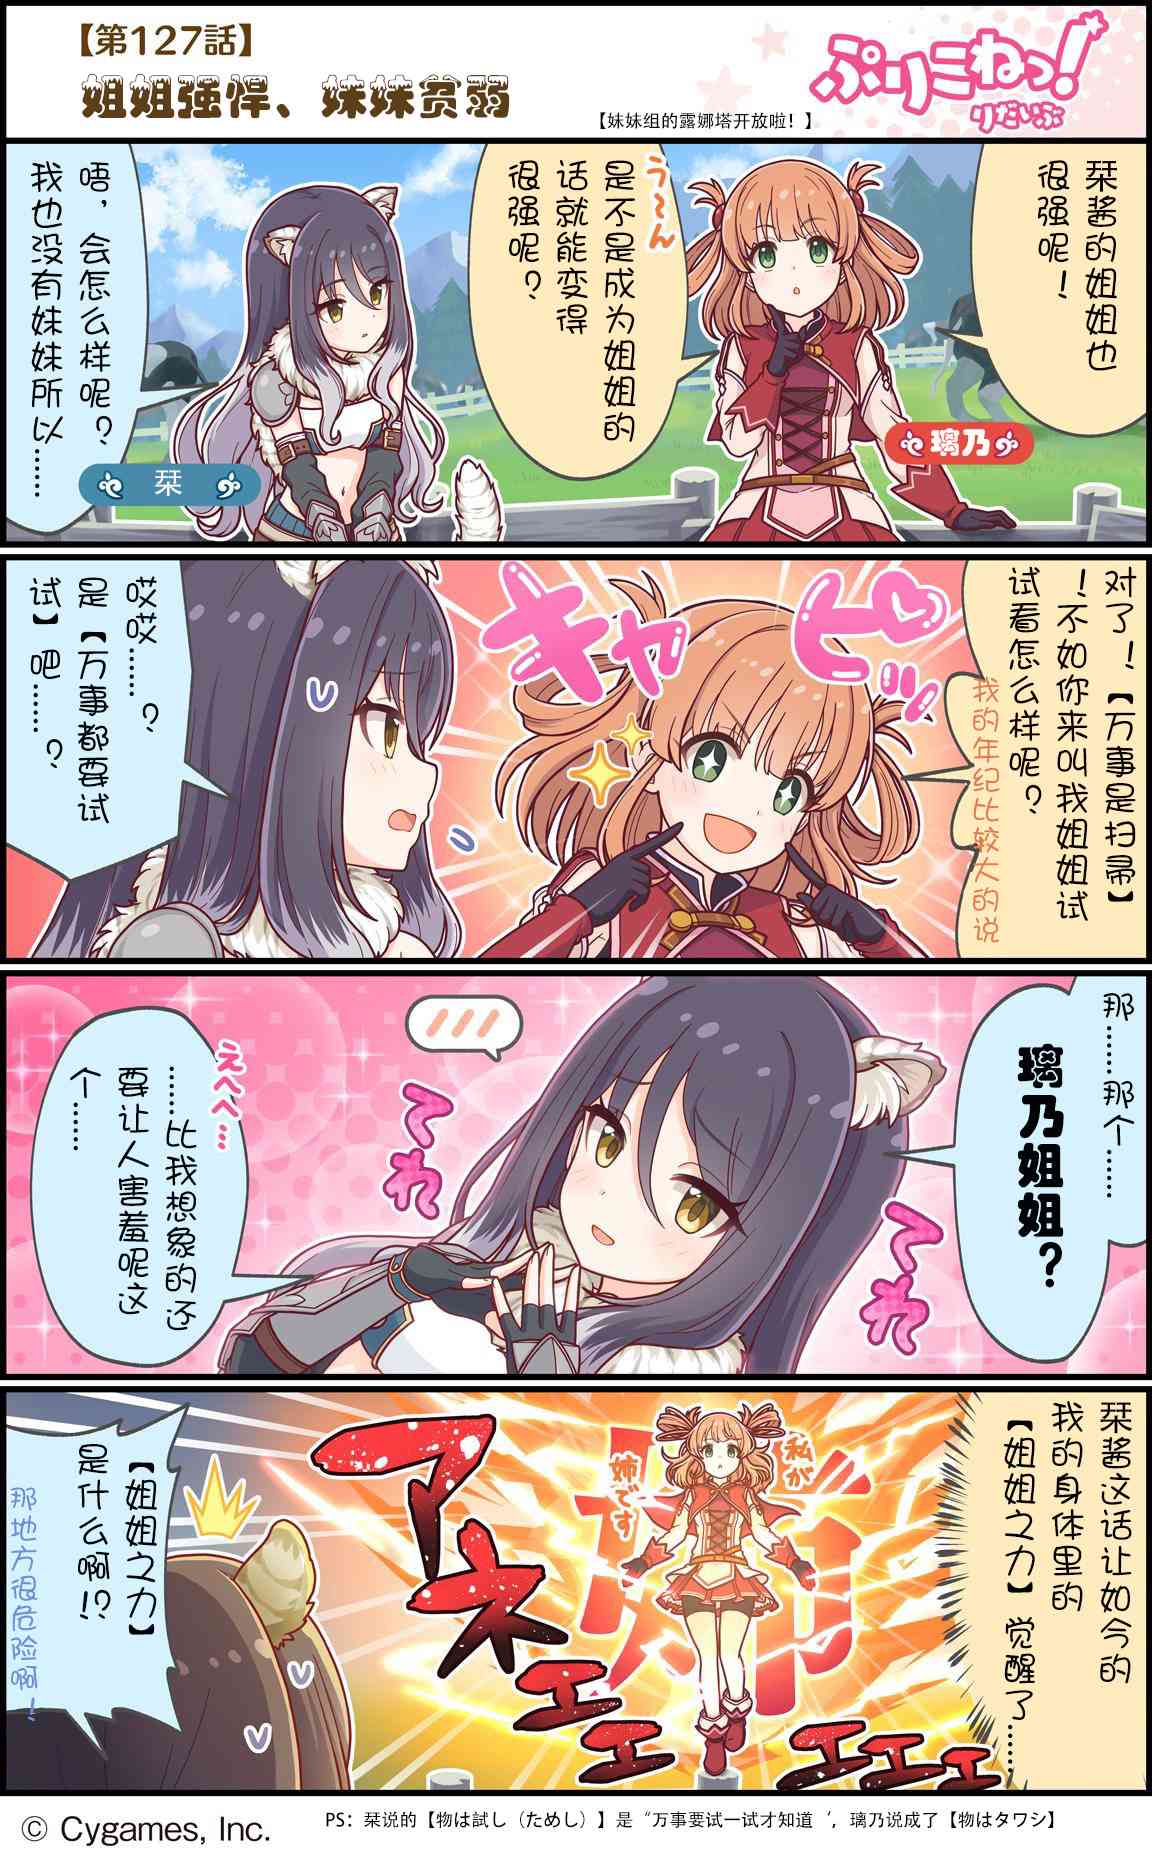 【第127話】
姐姐强悍、妹妹贫弱
【妹妹组的露娜塔开放啦！】
ぷりこねっ!
りだいぶ
栞酱的姐姐也
很强呢！
う～ん
是不是成为姐姐的
话就能变得
很强呢？
璃乃
唔，会怎么样呢？
我也没有妹妹所以……
栞
对了！【万事是扫帚】
！不如你来叫我姐姐试
试看怎么样呢？
我的年纪比较大的说
キャピッ
哎哎……？
是【万事都要试
试】吧……？
那……那个……
璃乃姐姐？
てれ
てれ
えへへ…
……比我想象的还
要让人害羞呢这
个……
栞酱这话让如今的
我的身体里的
【姐姐之力】觉醒了……
私が
姉です
姉
アネエエエエエ
【姐姐之力】
是什么啊!?
那地方很危险啊！
© Cygames, Inc.
PS：栞说的【物は試し（ためし）】是“万事要试一试才知道‘，璃乃说成了【物はタワシ】